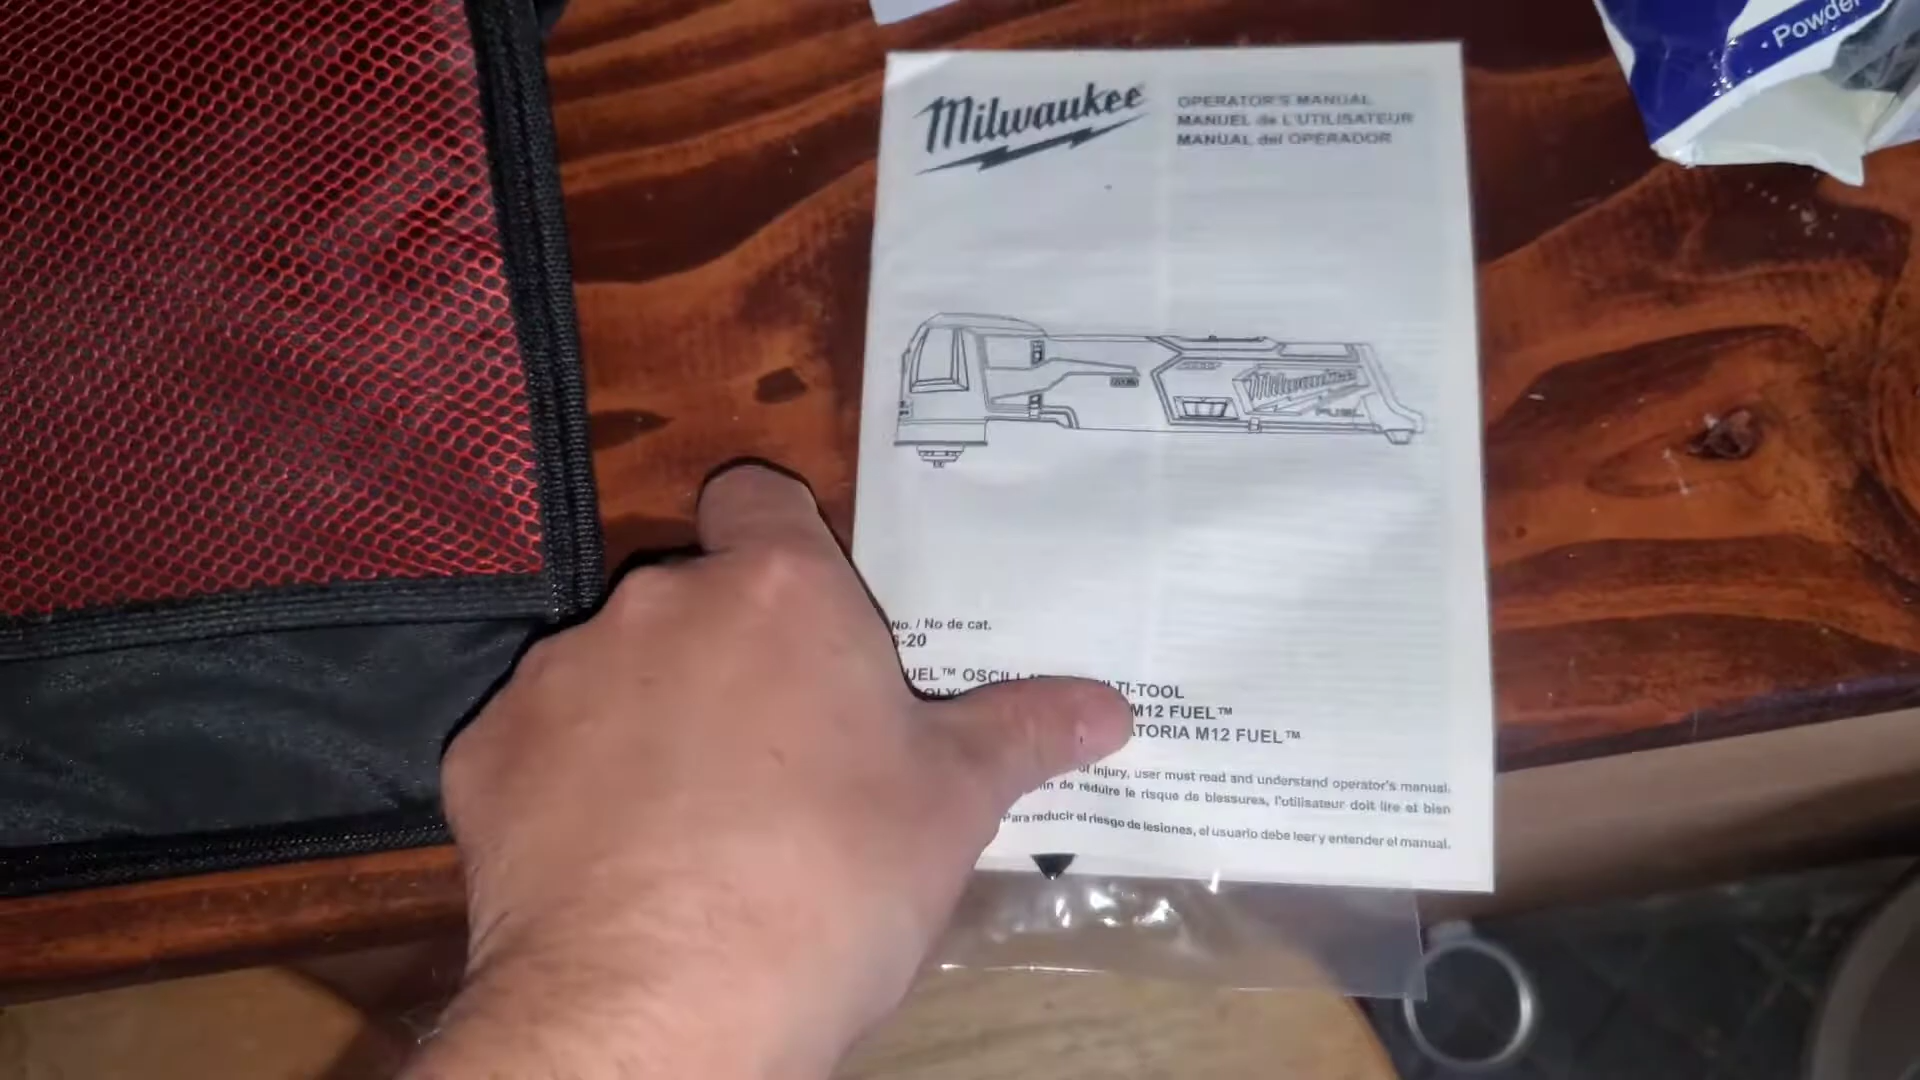 Milwaukee
OPERATOR'S MANUAL
MANUEL de L'UTILISATEUR
MANUAL del OPERADOR
Milwaukee
FUEL
No. / No de cat.
-20
UEL™ OSCILL TI-TOOL
M12 FUEL™
ATORIA M12 FUEL™
of injury, user must read and understand operator's manual.
in de réduire le risque de blessures, l'utilisateur doit lire et bien
Para reducir el riesgo de lesiones, el usuario debe leer y entender el manual.
· Powder